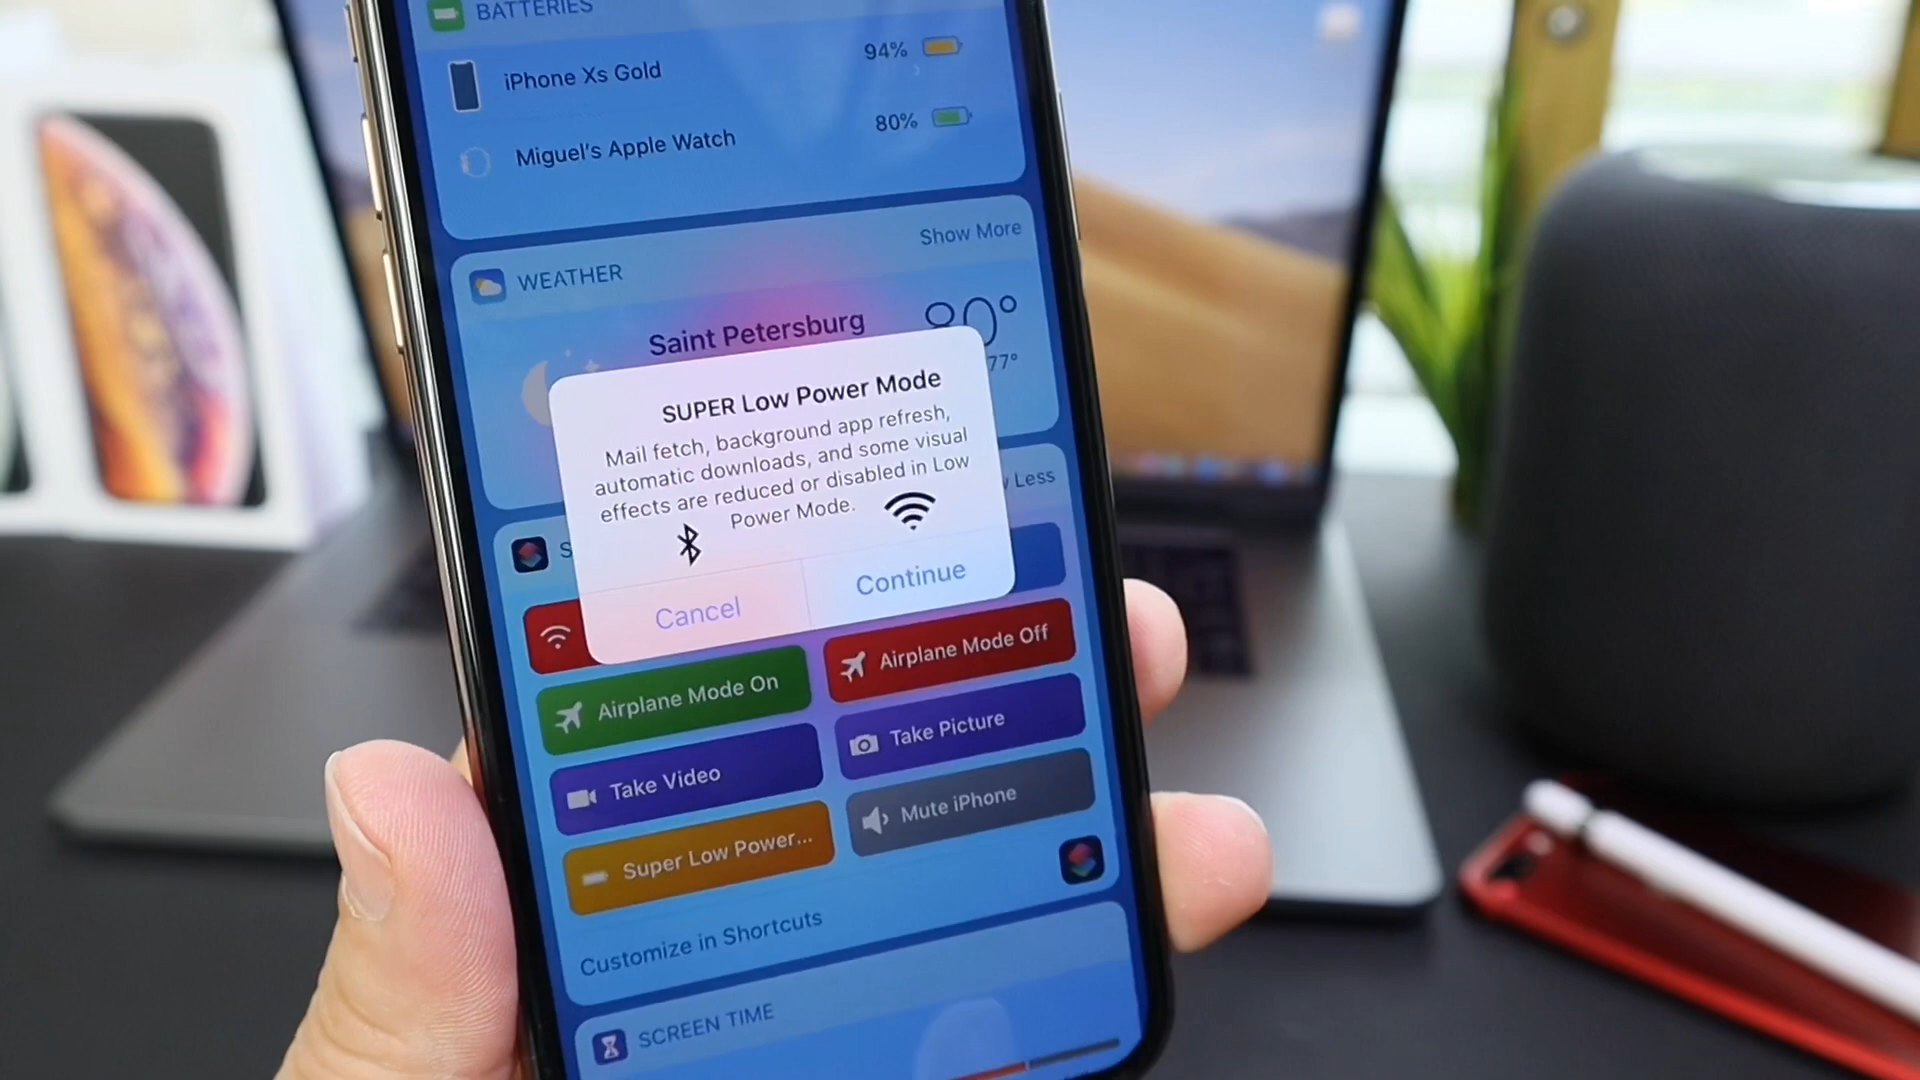 BATTERIES
iPhone Xs Gold
94%
Miguel's Apple Watch
80%
WEATHER
Show More
Saint Petersburg
80°
77°
SUPER Low Power Mode
Mail fetch, background app refresh,
automatic downloads, and some visual
effects are reduced or disabled in Low
Power Mode.
Cancel
Continue
S
Less
Airplane Mode On
Airplane Mode Off
Take Video
Take Picture
Super Low Power...
Mute iPhone
Customize in Shortcuts
SCREEN TIME